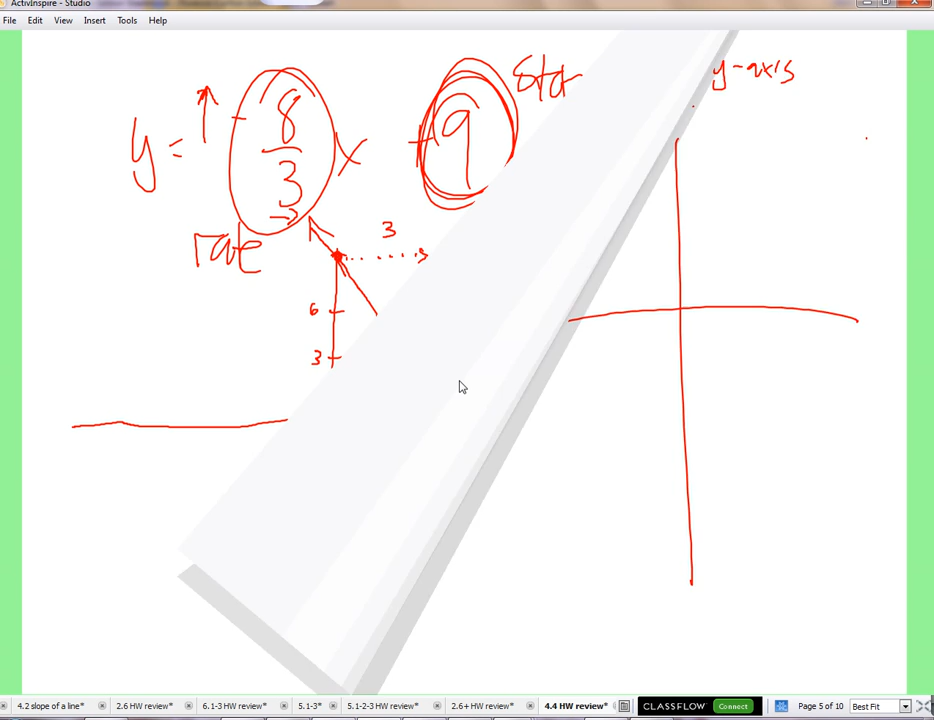 ActivInspire - Studio
File Edit View Insert Tools Help
y = -8/3 x + 9
y-axis
rate
3
6
3
4.2 slope of a line* 2.6 HW review* 6.1-3 HW review* 5.1-3* 5.1-2-3 HW review* 2.6+ HW review* 4.4 HW review* CLASSFLOW Connect Page 5 of 10 Best Fit